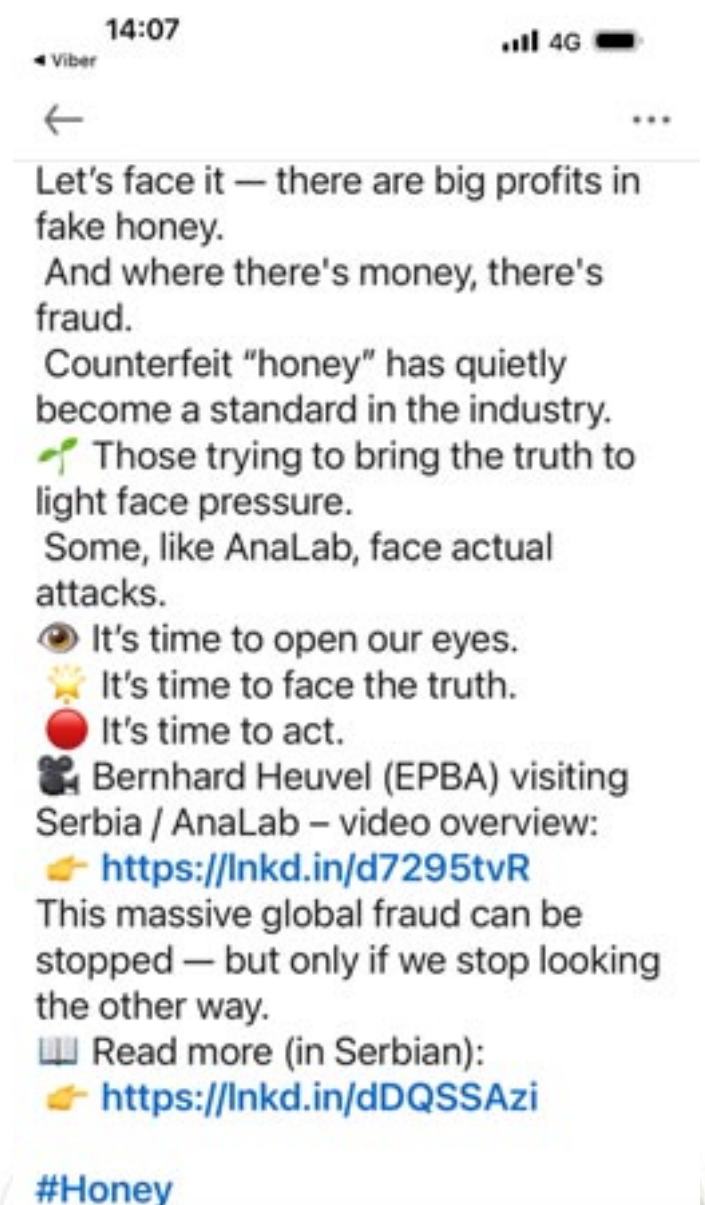 14:07
4G
◀ Viber
Let’s face it — there are big profits in
fake honey.
And where there's money, there's
fraud.
Counterfeit “honey” has quietly
become a standard in the industry.
🌱 Those trying to bring the truth to
light face pressure.
Some, like AnaLab, face actual
attacks.
👁️ It’s time to open our eyes.
🌟 It’s time to face the truth.
🔴 It’s time to act.
🎥 Bernhard Heuvel (EPBA) visiting
Serbia / AnaLab – video overview:
👉 https://lnkd.in/d7295tvR
This massive global fraud can be
stopped — but only if we stop looking
the other way.
📖 Read more (in Serbian):
👉 https://lnkd.in/dDQSSAzi
#Honey